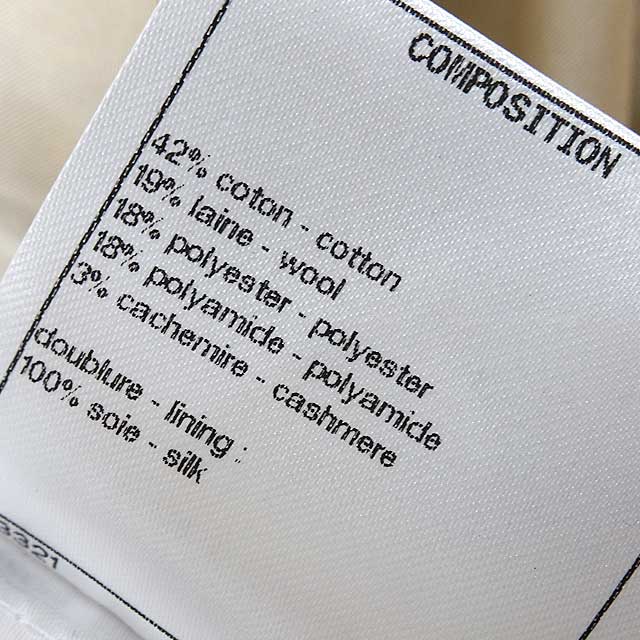 COMPOSITION
42% coton - cotton
19% laine - wool
18% polyester - polyester
18% polyamide - polyamide
3% cachemire - cashmere
doublure - lining :
100% soie - silk
3321